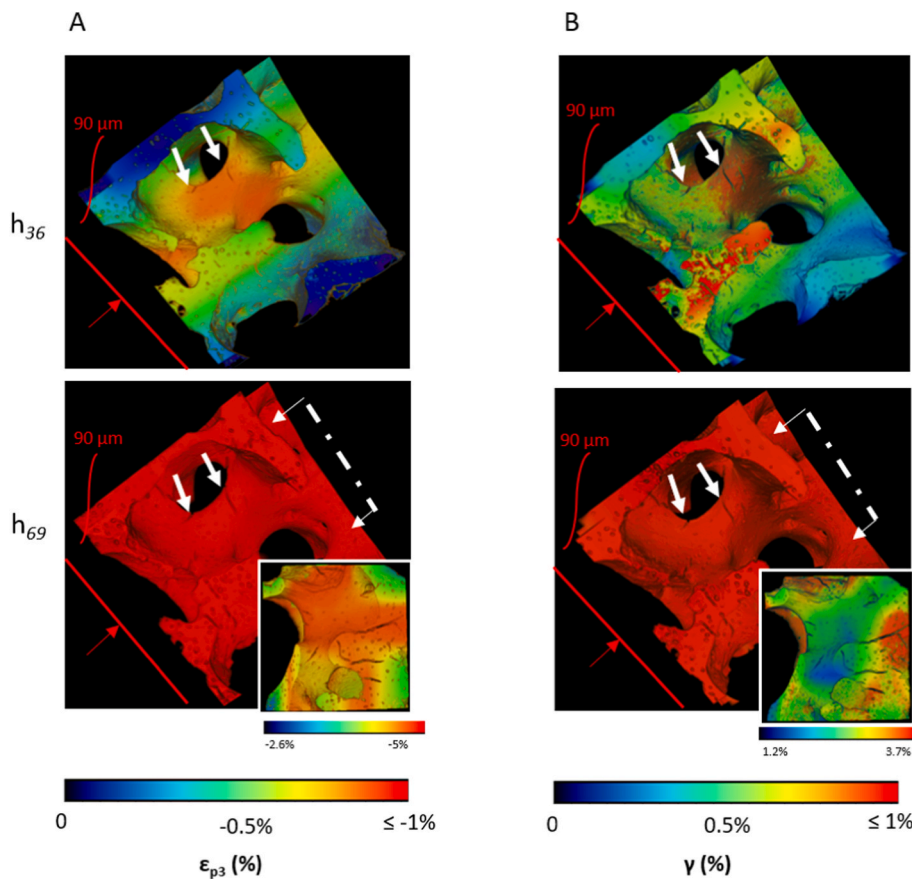 A
B
90 µm
90 µm
h36
90 µm
90 µm
h69
-2.6% -5%
1.2% 3.7%
0 -0.5% ≤ -1%
0 0.5% ≤ 1%
εp3 (%)
γ (%)